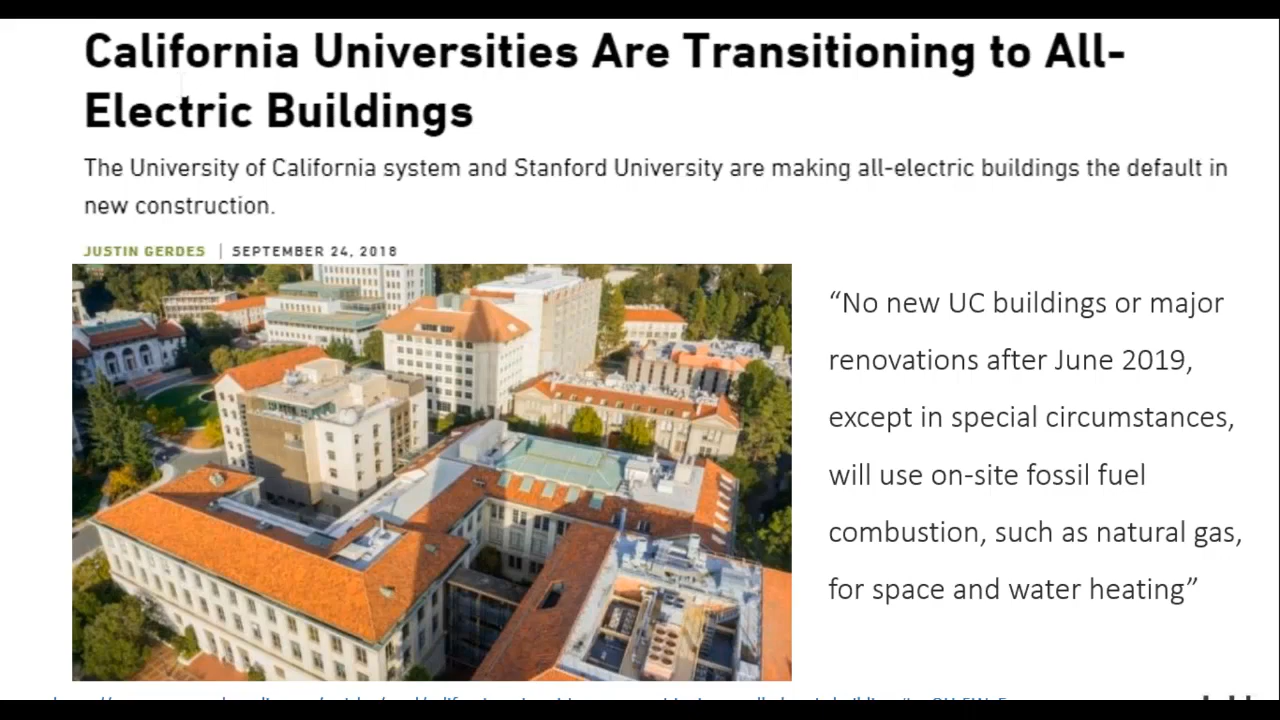 California Universities Are Transitioning to All-
Electric Buildings
The University of California system and Stanford University are making all-electric buildings the default in
new construction.
JUSTIN GERDES | SEPTEMBER 24, 2018
“No new UC buildings or major
renovations after June 2019,
except in special circumstances,
will use on-site fossil fuel
combustion, such as natural gas,
for space and water heating”